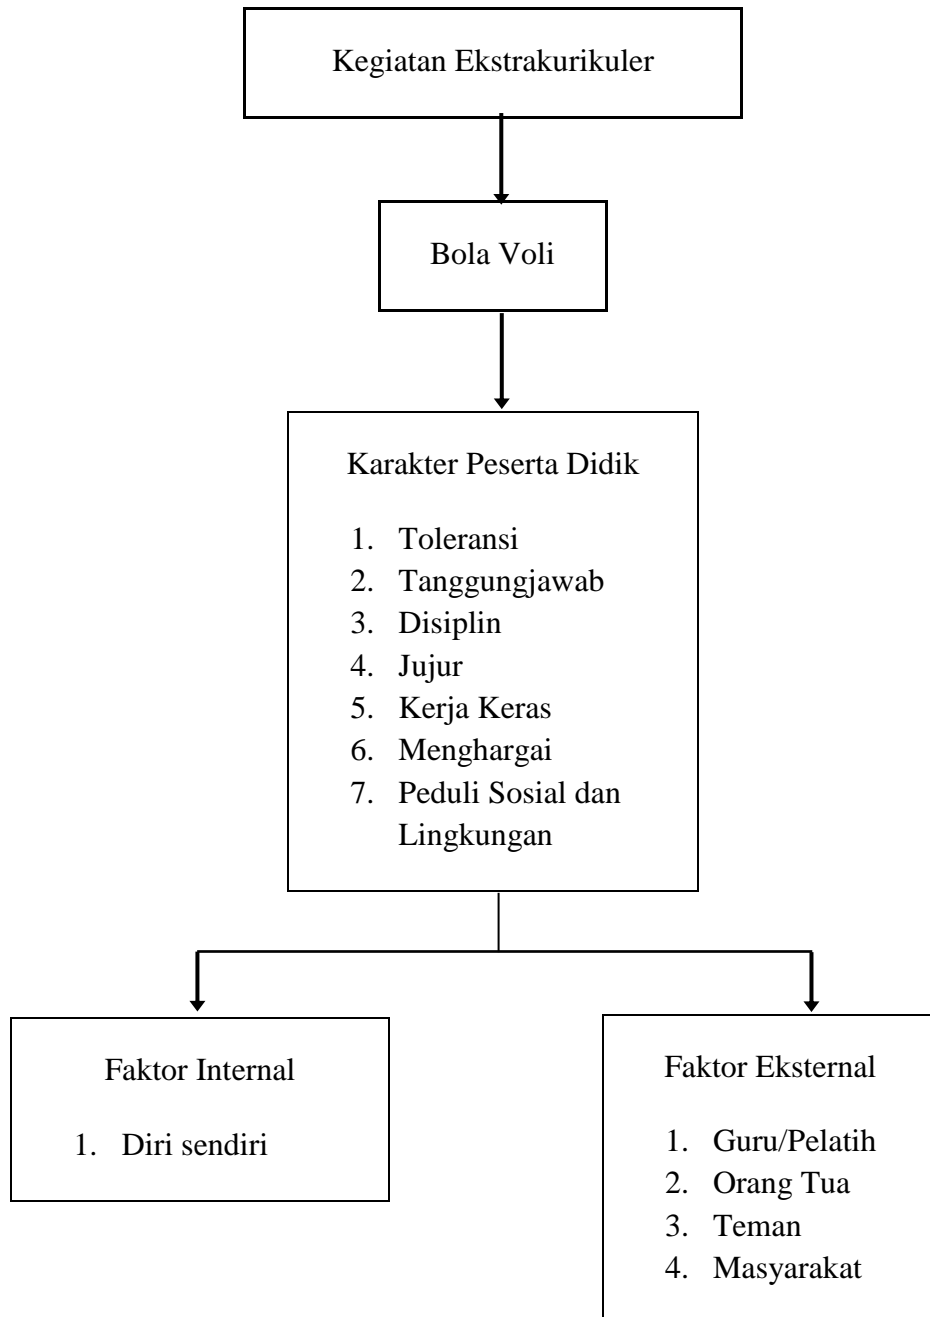 Kegiatan Ekstrakurikuler
Bola Voli
Karakter Peserta Didik
1. Toleransi
2. Tanggungjawab
3. Disiplin
4. Jujur
5. Kerja Keras
6. Menghargai
7. Peduli Sosial dan
Lingkungan
Faktor Internal
1. Diri sendiri
Faktor Eksternal
1. Guru/Pelatih
2. Orang Tua
3. Teman
4. Masyarakat